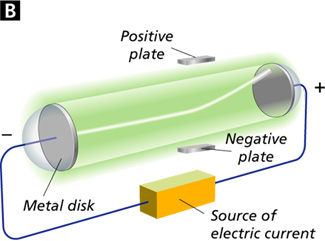 B
Positive
plate
+
−
Negative
plate
Metal disk
Source of
electric current